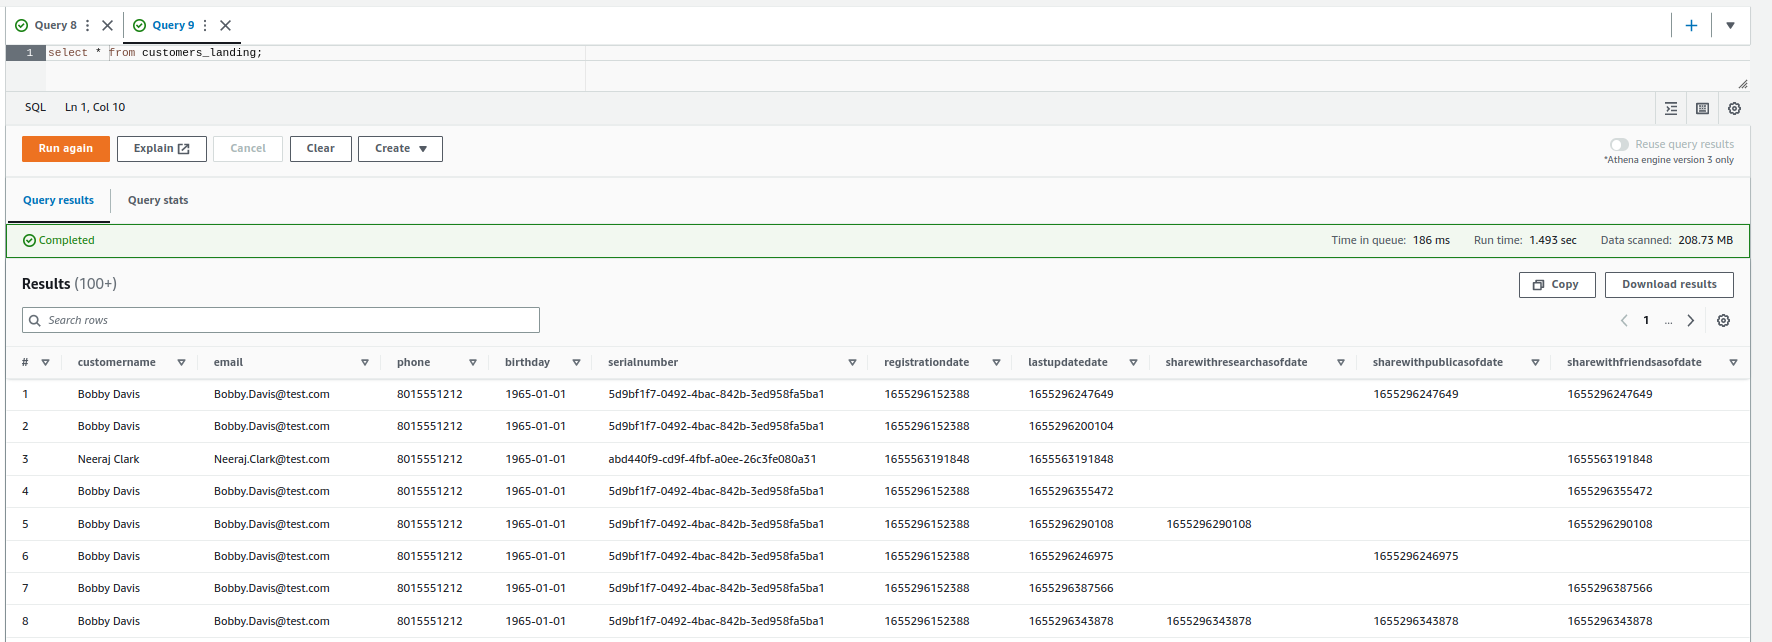 Query 8 Query 9
1 select * from customers_landing;
SQL Ln 1, Col 10
Run again Explain Cancel Clear Create Reuse query results
*Athena engine version 3 only
Query results Query stats
Completed Time in queue: 186 ms Run time: 1.493 sec Data scanned: 208.73 MB
Results (100+) Copy Download results
Search rows 1 ...
# customername email phone birthday serialnumber registrationdate lastupdatedate sharewithresearchasofdate sharewithpublicasofdate sharewithfriendsasofdate
1 Bobby Davis Bobby.Davis@test.com 8015551212 1965-01-01 5d9bf1f7-0492-4bac-842b-3ed958fa5ba1 1655296152388 1655296247649 1655296247649 1655296247649
2 Bobby Davis Bobby.Davis@test.com 8015551212 1965-01-01 5d9bf1f7-0492-4bac-842b-3ed958fa5ba1 1655296152388 1655296200104
3 Neeraj Clark Neeraj.Clark@test.com 8015551212 1965-01-01 abd440f9-cd9f-4fbf-a0ee-26c3fe080a31 1655563191848 1655563191848 1655563191848
4 Bobby Davis Bobby.Davis@test.com 8015551212 1965-01-01 5d9bf1f7-0492-4bac-842b-3ed958fa5ba1 1655296152388 1655296355472 1655296355472
5 Bobby Davis Bobby.Davis@test.com 8015551212 1965-01-01 5d9bf1f7-0492-4bac-842b-3ed958fa5ba1 1655296152388 1655296290108 1655296290108 1655296290108
6 Bobby Davis Bobby.Davis@test.com 8015551212 1965-01-01 5d9bf1f7-0492-4bac-842b-3ed958fa5ba1 1655296152388 1655296246975 1655296246975
7 Bobby Davis Bobby.Davis@test.com 8015551212 1965-01-01 5d9bf1f7-0492-4bac-842b-3ed958fa5ba1 1655296152388 1655296387566 1655296387566
8 Bobby Davis Bobby.Davis@test.com 8015551212 1965-01-01 5d9bf1f7-0492-4bac-842b-3ed958fa5ba1 1655296152388 1655296343878 1655296343878 1655296343878 1655296343878